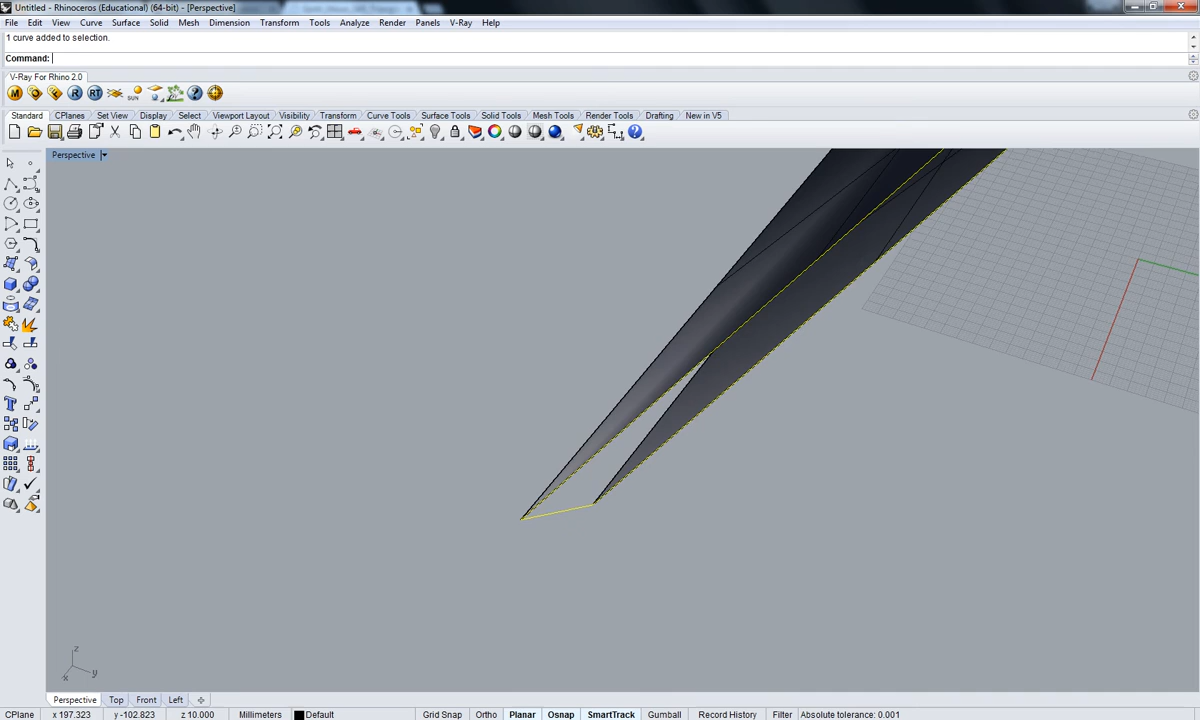 Untitled - Rhinoceros (Educational) (64-bit) - [Perspective]
File Edit View Curve Surface Solid Mesh Dimension Transform Tools Analyze Render Panels V-Ray Help
1 curve added to selection.
Command:
V-Ray For Rhino 2.0
M R RT SUN
Standard CPlanes Set View Display Select Viewport Layout Visibility Transform Curve Tools Surface Tools Solid Tools Mesh Tools Render Tools Drafting New in V5
Perspective
z
x y
Perspective Top Front Left
CPlane x 197.323 y -102.823 z 10.000 Millimeters Default Grid Snap Ortho Planar Osnap SmartTrack Gumball Record History Filter Absolute tolerance: 0.001